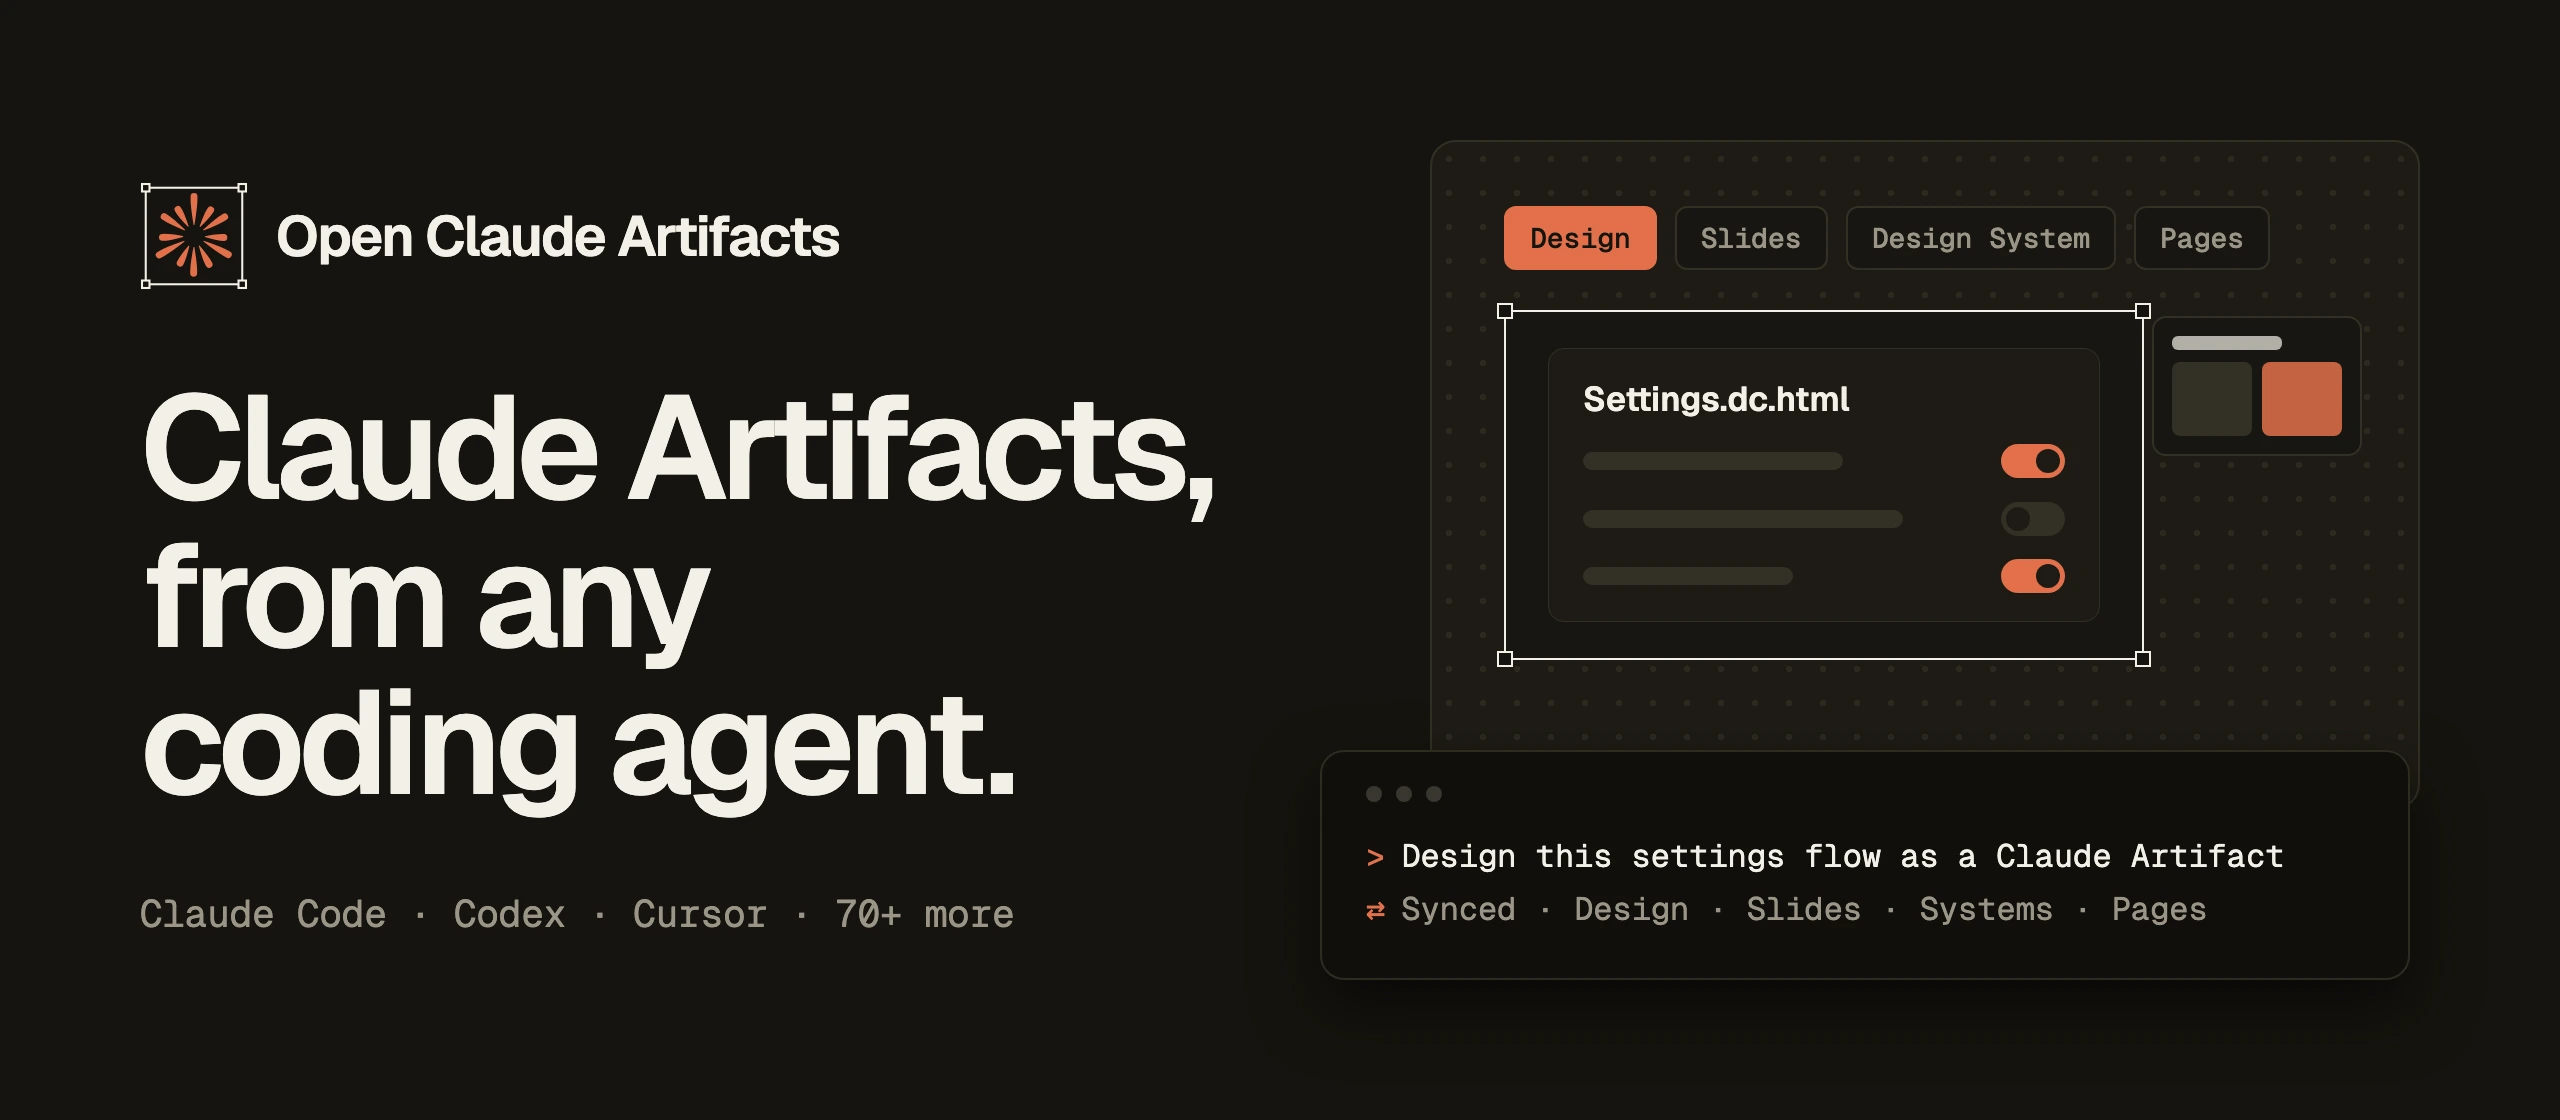 Open Claude Artifacts
Claude Artifacts,
from any
coding agent.
Claude Code · Codex · Cursor · 70+ more
Design
Slides
Design System
Pages
Settings.dc.html
> Design this settings flow as a Claude Artifact
⇄ Synced · Design · Slides · Systems · Pages